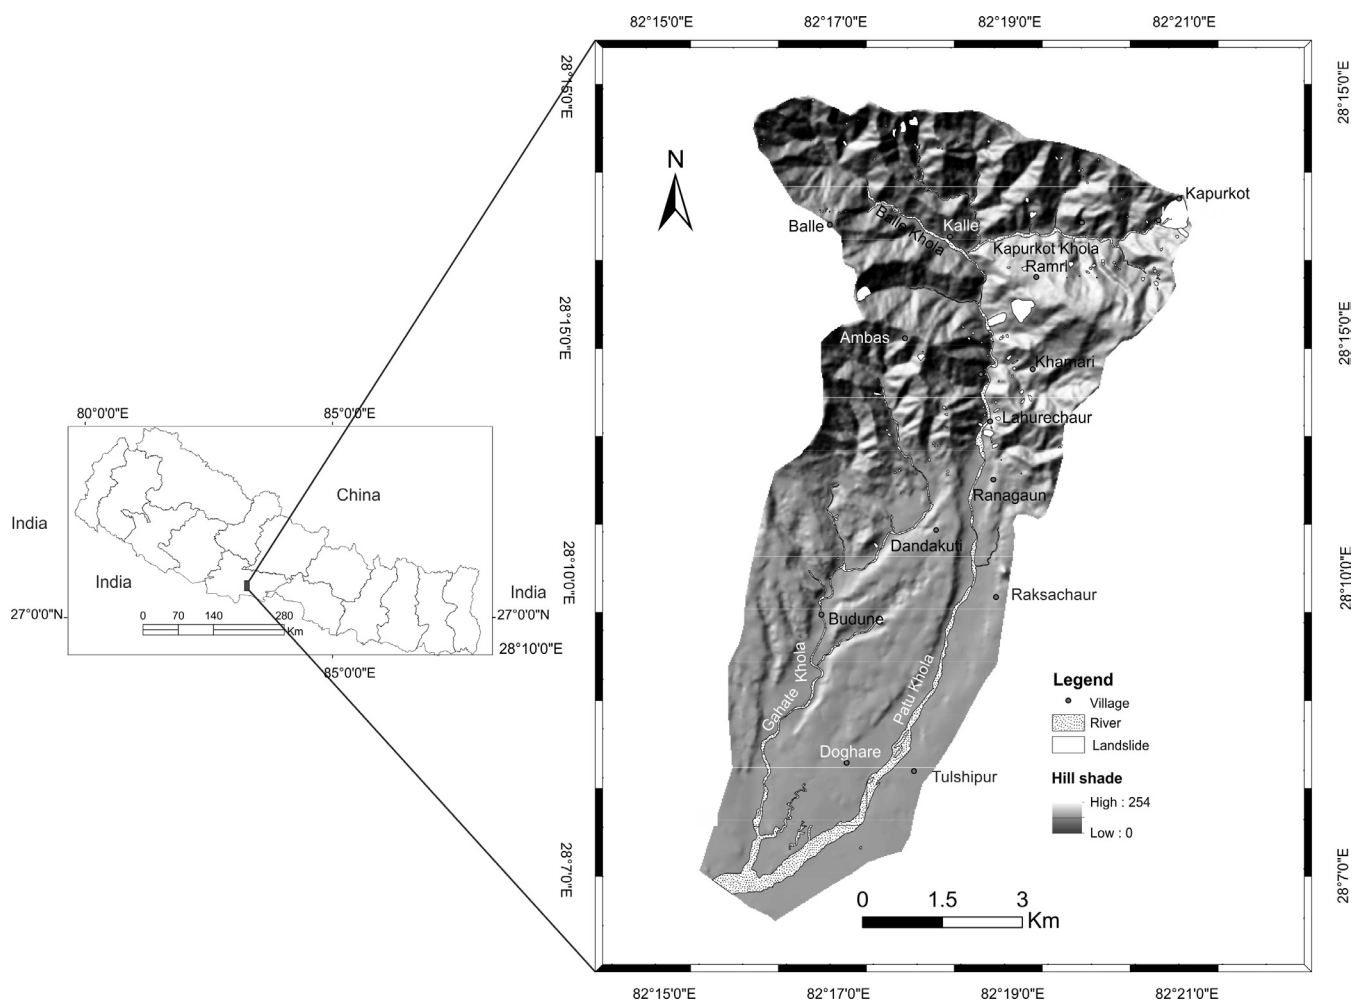 82°15'0"E 82°17'0"E 82°19'0"E 82°21'0"E
28°15'0"E
28°15'0"E
N
Kapurkot
Balle
Balle Khola
Kalle
Kapurkot Khola
Ramri
28°15'0"E
28°15'0"E
Ambas
Khamari
80°0'0"E 85°0'0"E
Lahurechaur
China
India
Ranagaun
Dandakuti
28°10'0"E
28°10'0"E
India
India
Raksachaur
0 70 140 280
Km
27°0'0"N
27°0'0"N
Budune
28°10'0"E
85°0'0"E
Gahate Khola
Patu Khola
Legend
Village
River
Landslide
Doghare
Tulshipur
Hill shade
High : 254
Low : 0
28°7'0"E
28°7'0"E
0 1.5 3
Km
82°15'0"E 82°17'0"E 82°19'0"E 82°21'0"E